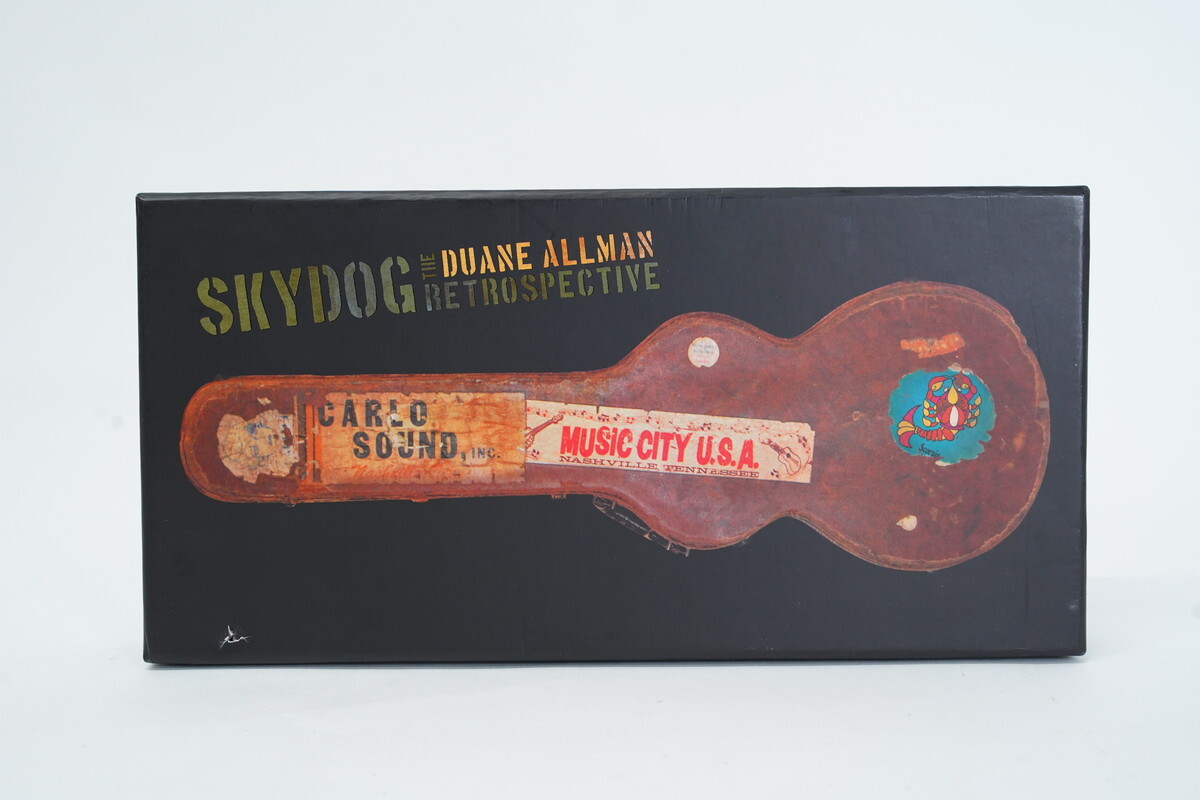 SKYDOG
THE
DUANE ALLMAN
RETROSPECTIVE
CARLO
SOUND, INC.
MUSIC CITY U.S.A.
NASHVILLE, TENNESSEE